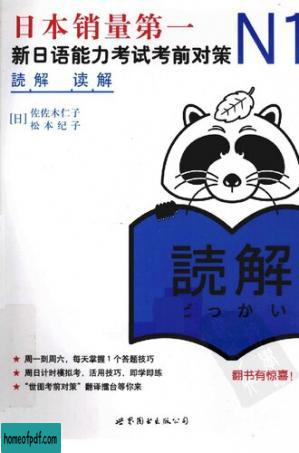 日本销量第一
新日语能力考试考前对策 N1
読解 读解
[日] 佐佐木仁子
松本纪子
読解
どっかい
★ 周一到周六，每天掌握1个答题技巧
★ 周日计时模拟考，活用技巧，即学即练
★ “世图考前对策”翻译擂台等你来
翻书有惊喜！
世界图书出版公司
homeofpdf.com